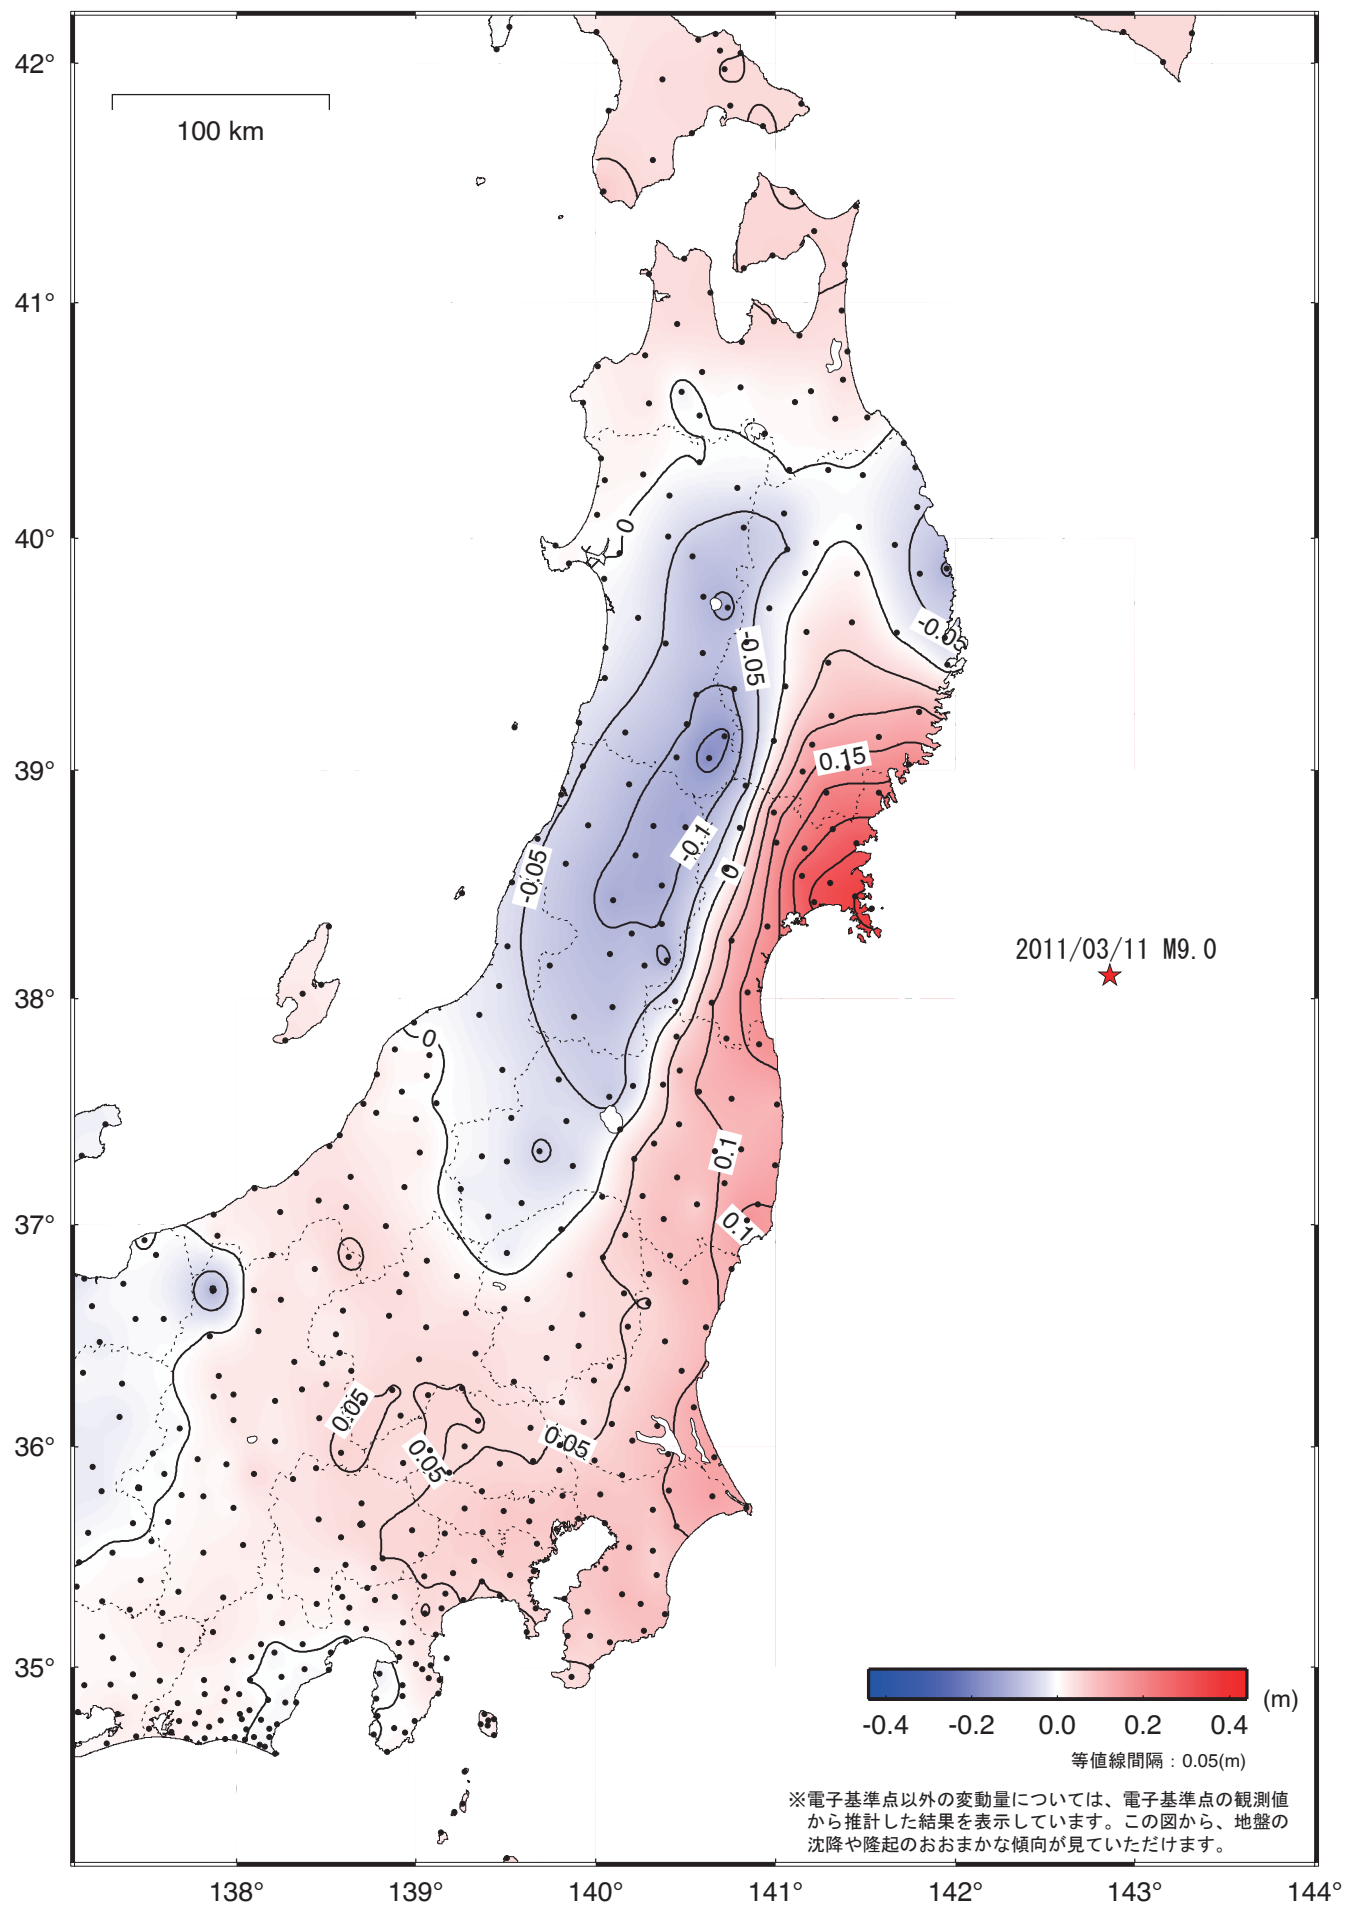 42°
100 km
41°
40°
0
-0.05
-0.05
39°
0.15
-0.1
-0.05
0
2011/03/11 M9.0
38°
0
0.1
37°
0.1
0.05
36°
0.05
0.05
35°
(m)
-0.4 -0.2 0.0 0.2 0.4
等値線間隔：0.05(m)
※電子基準点以外の変動量については、電子基準点の観測値
から推計した結果を表示しています。この図から、地盤の
沈降や隆起のおおまかな傾向が見ていただけます。
138° 139° 140° 141° 142° 143° 144°